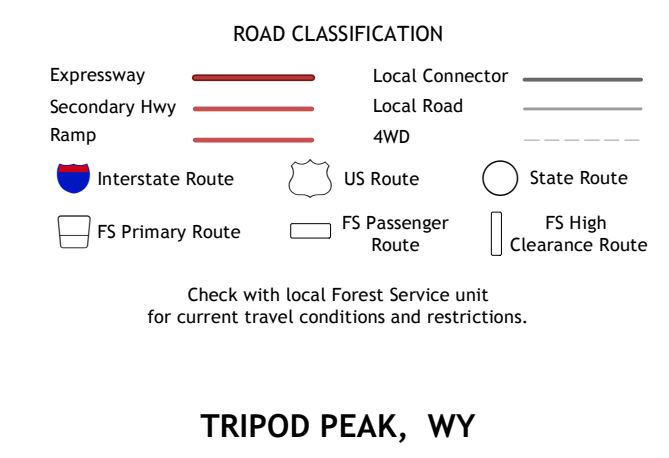 ROAD CLASSIFICATION
Expressway
Local Connector
Secondary Hwy
Local Road
Ramp
4WD
Interstate Route
US Route
State Route
FS Primary Route
FS Passenger
Route
FS High
Clearance Route
Check with local Forest Service unit
for current travel conditions and restrictions.
TRIPOD PEAK, WY